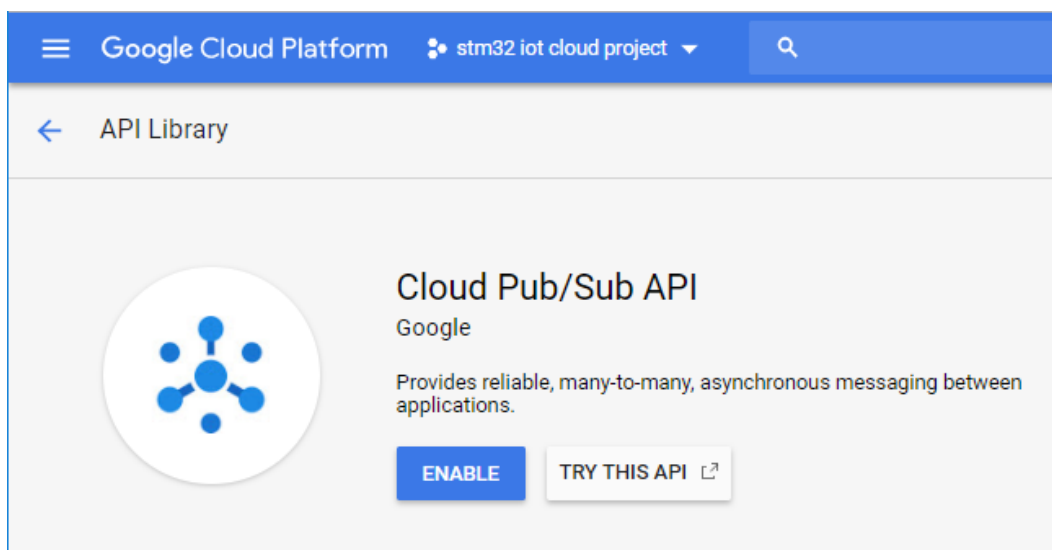 Google Cloud Platform
stm32 iot cloud project
API Library
Cloud Pub/Sub API
Google
Provides reliable, many-to-many, asynchronous messaging between
applications.
ENABLE
TRY THIS API